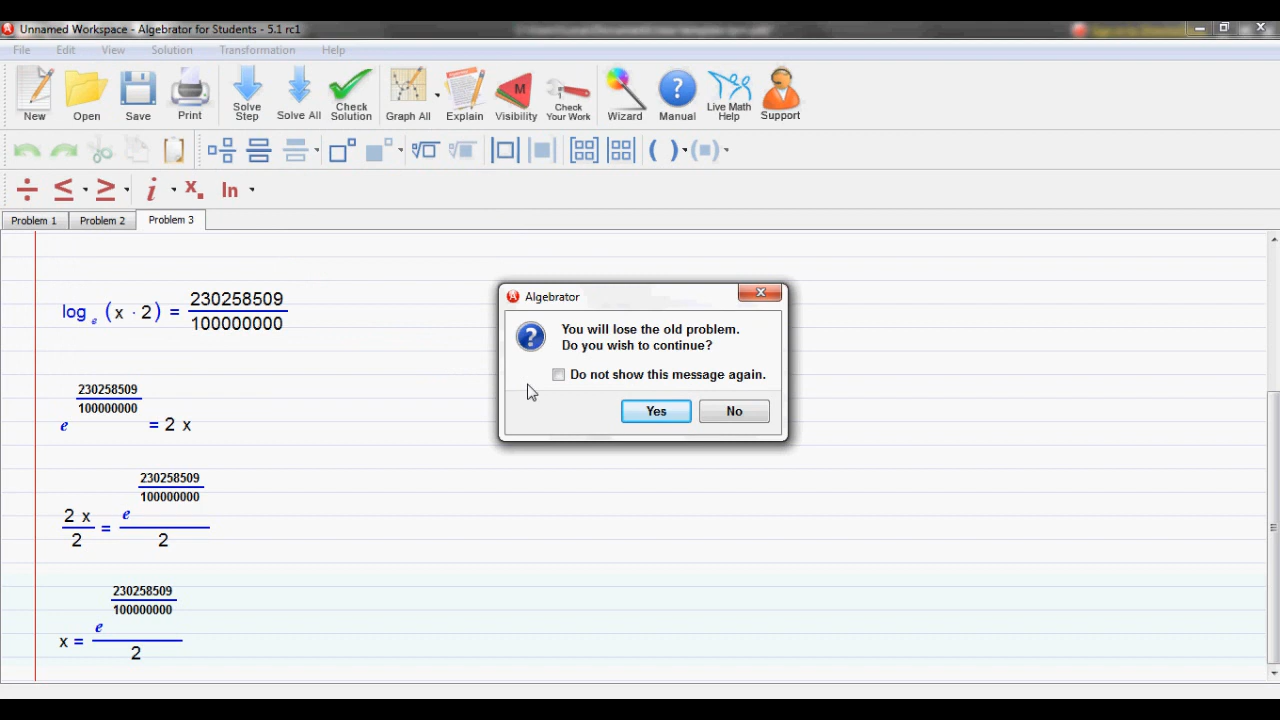 Unnamed Workspace - Algebrator for Students - 5.1 rc1
File Edit View Solution Transformation Help
New Open Save Print Solve Step Solve All Check Solution Graph All Explain Visibility Check Your Work Wizard Manual Live Math Help Support
÷ ≤ ≥ i x ln
Problem 1 Problem 2 Problem 3
log e (x · 2) = 230258509
100000000
230258509
100000000
e = 2 x
230258509
100000000
2 x = e
2 2
230258509
100000000
x = e
2
Algebrator
You will lose the old problem.
Do you wish to continue?
Do not show this message again.
Yes No